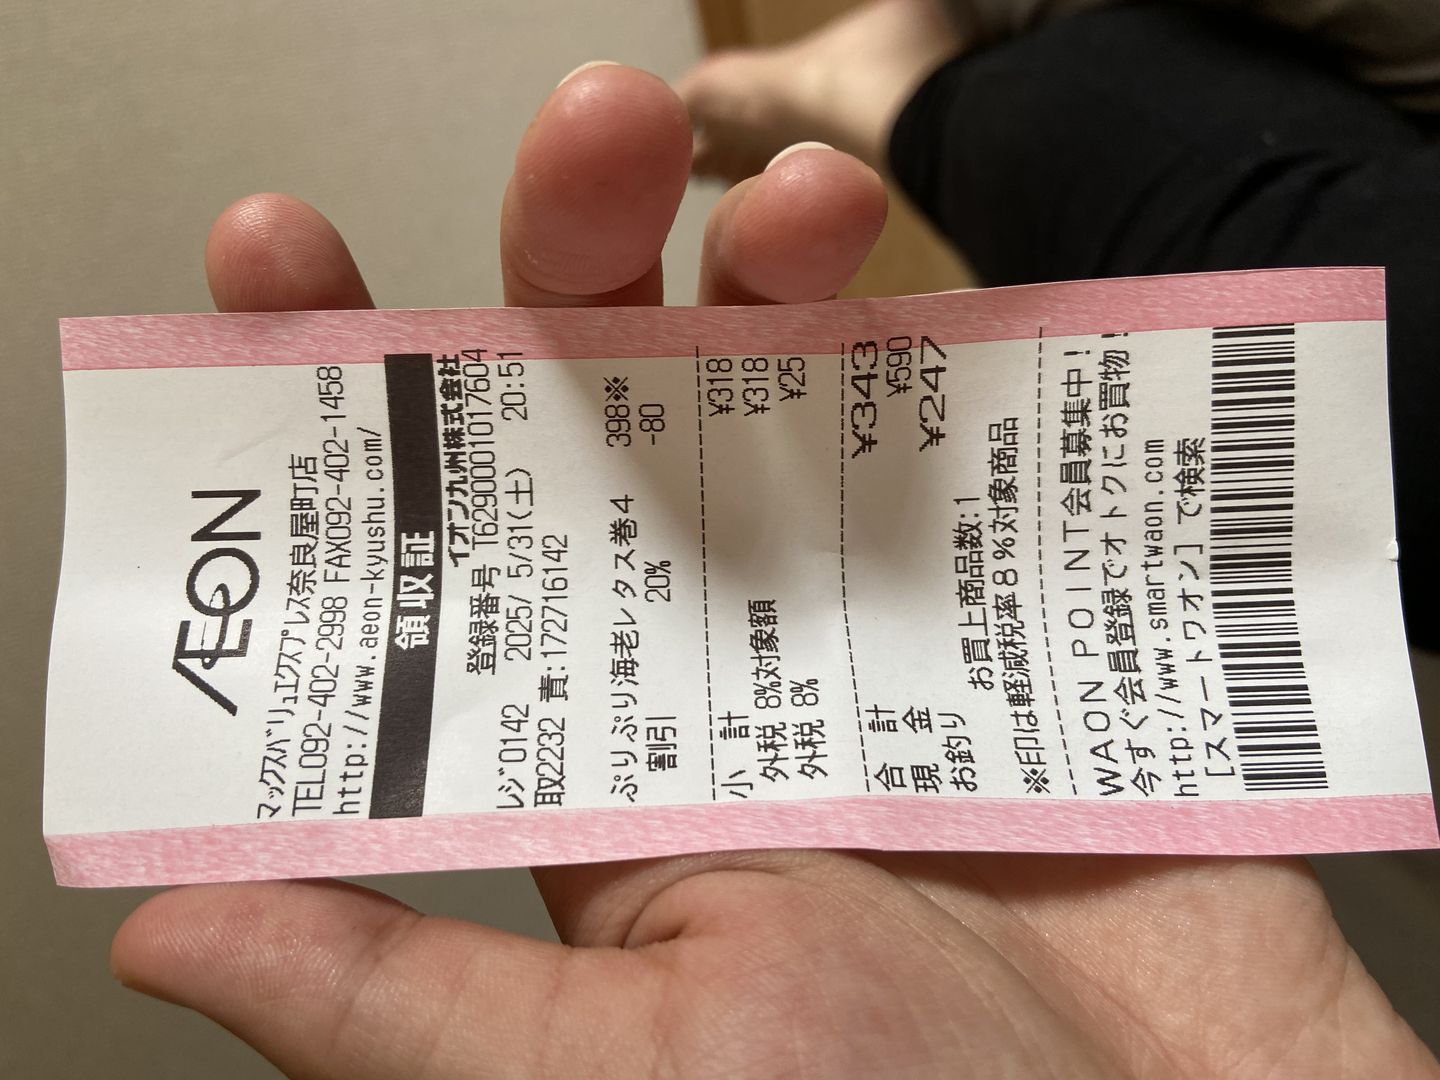 ÆON
マックスバリュエクスプレス奈良屋町店
TEL092-402-2998 FAX092-402-1458
http://www.aeon-kyushu.com/
領収証
イオン九州株式会社
登録番号 T6290001017604
レジ0142 2025/ 5/31(土) 20:51
取2232 責:172716142
ぷりぷり海老レタス巻4 398※
割引 20% -80
小 計 ¥318
外税 8%対象額 ¥318
外税 8% ¥25
合 計 ¥343
現 金 ¥590
お釣り ¥247
お買上商品数:1
※印は軽減税率8%対象商品
WAON POINT会員募集中!
今すぐ会員登録でオトクにお買物!
http://www.smartwaon.com
[スマートワオン]で検索